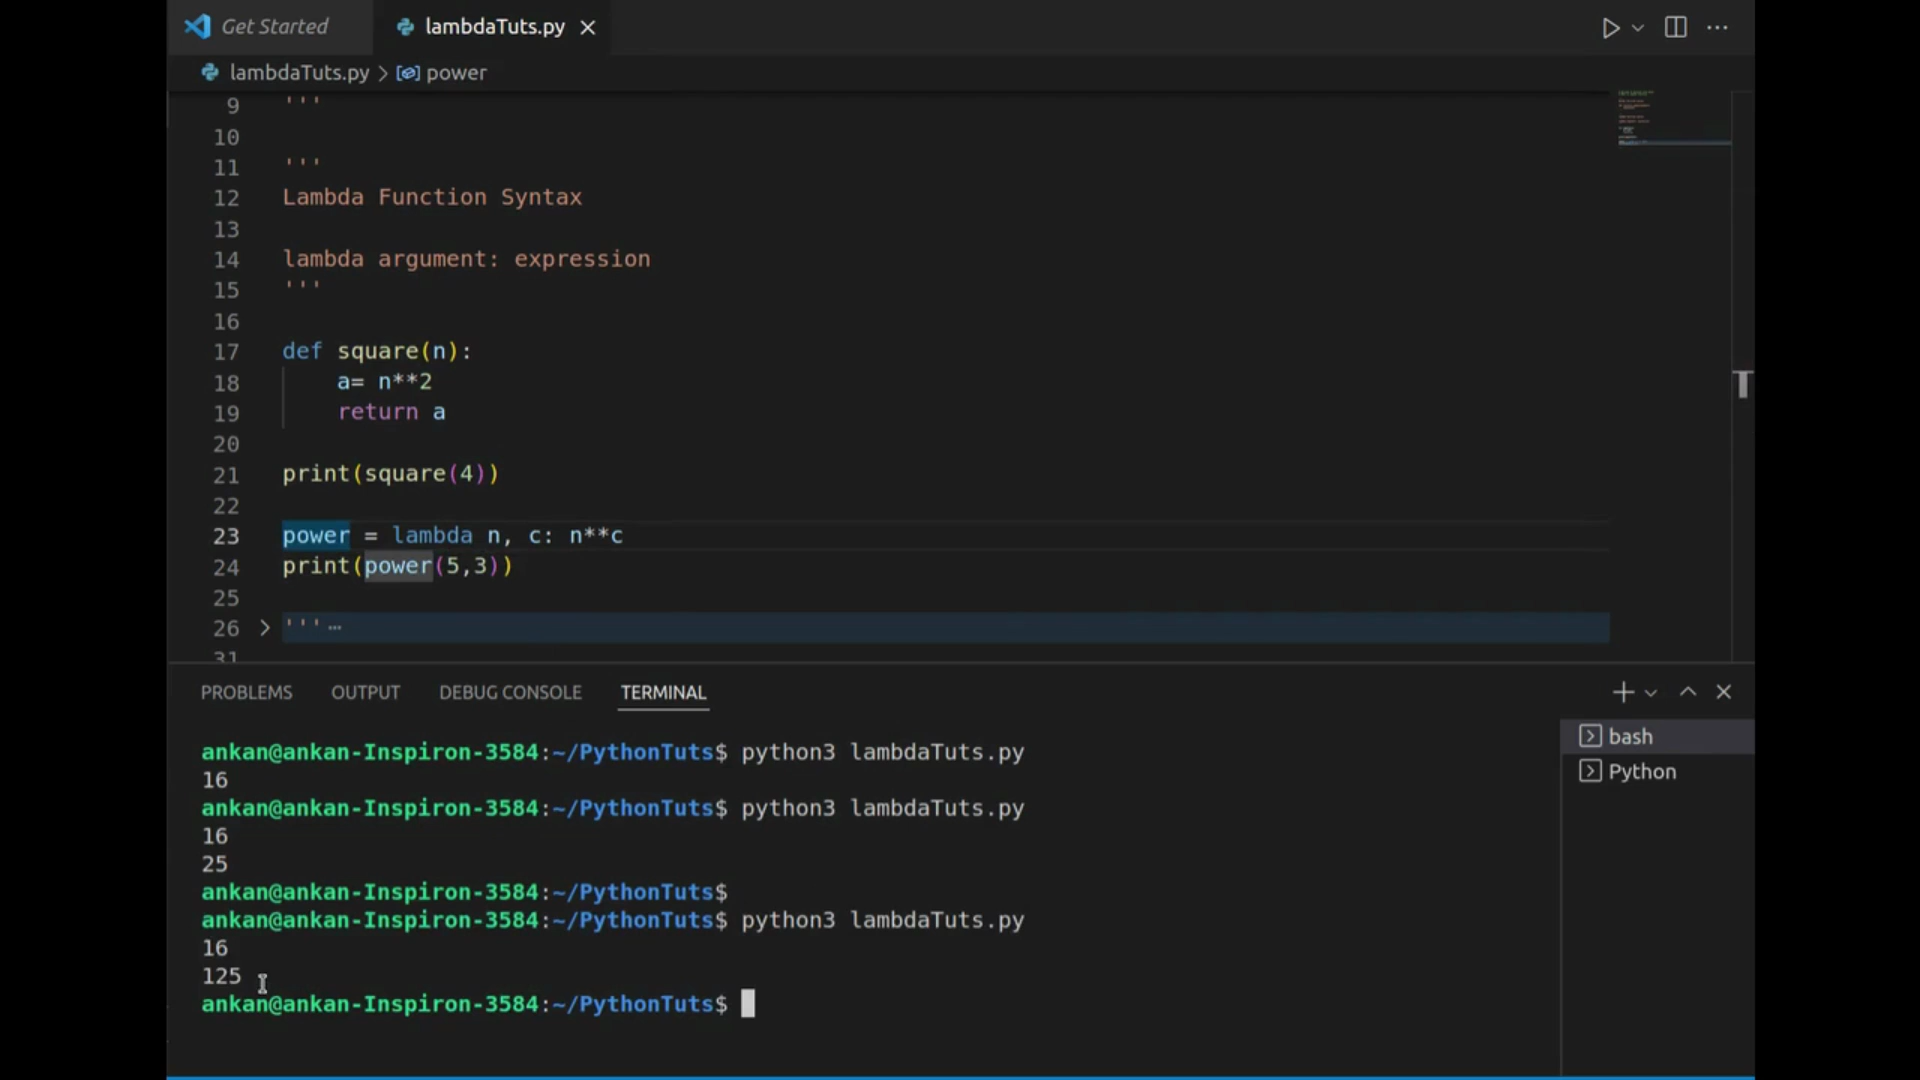 Get Started
lambdaTuts.py
lambdaTuts.py > power
9 '''
10
11 '''
12 Lambda Function Syntax
13
14 lambda argument: expression
15 '''
16
17 def square(n):
18 a= n**2
19 return a
20
21 print(square(4))
22
23 power = lambda n, c: n**c
24 print(power(5,3))
25
26 > '''…
31
PROBLEMS OUTPUT DEBUG CONSOLE TERMINAL
ankan@ankan-Inspiron-3584:~/PythonTuts$ python3 lambdaTuts.py
16
ankan@ankan-Inspiron-3584:~/PythonTuts$ python3 lambdaTuts.py
16
25
ankan@ankan-Inspiron-3584:~/PythonTuts$
ankan@ankan-Inspiron-3584:~/PythonTuts$ python3 lambdaTuts.py
16
125
ankan@ankan-Inspiron-3584:~/PythonTuts$
bash
Python